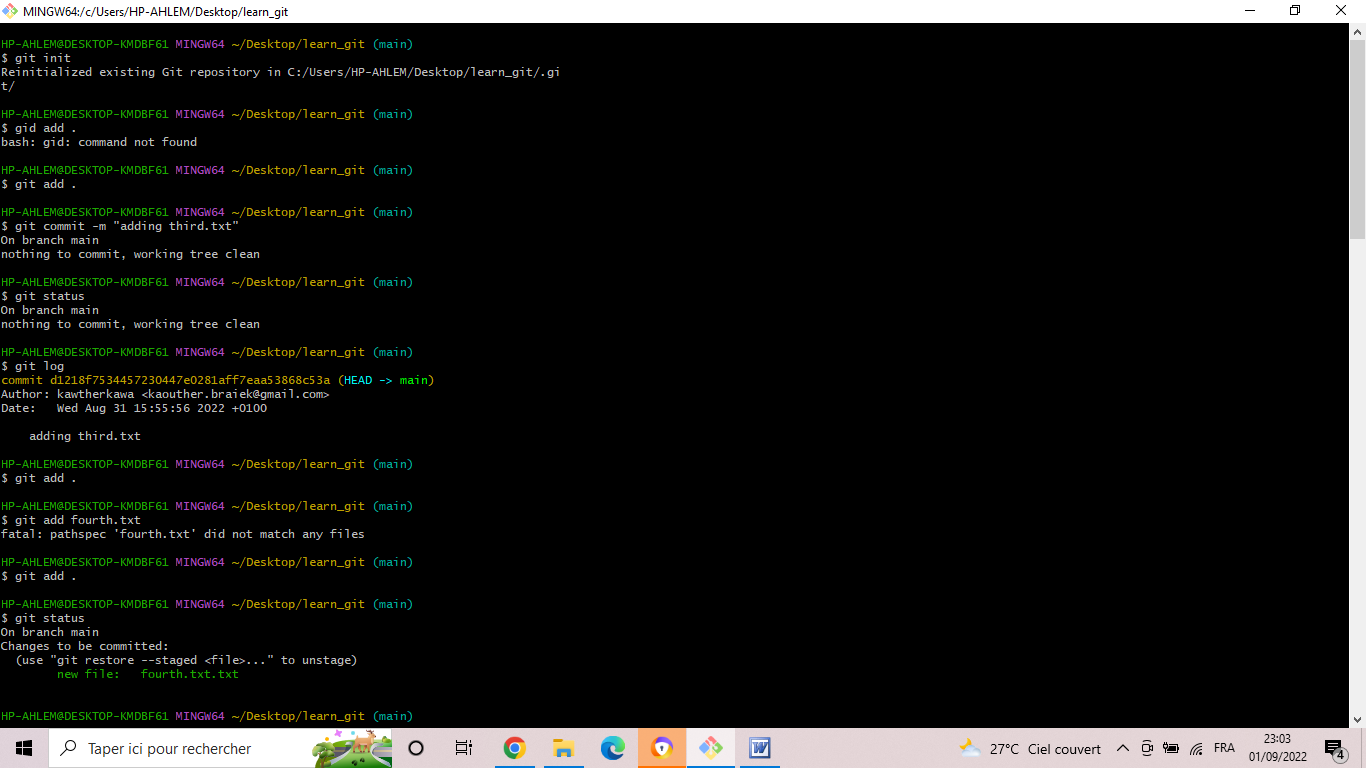 MINGW64:/c/Users/HP-AHLEM/Desktop/learn_git
HP-AHLEM@DESKTOP-KMDBF61 MINGW64 ~/Desktop/learn_git (main)
$ git init
Reinitialized existing Git repository in C:/Users/HP-AHLEM/Desktop/learn_git/.gi
t/
HP-AHLEM@DESKTOP-KMDBF61 MINGW64 ~/Desktop/learn_git (main)
$ gid add .
bash: gid: command not found
HP-AHLEM@DESKTOP-KMDBF61 MINGW64 ~/Desktop/learn_git (main)
$ git add .
HP-AHLEM@DESKTOP-KMDBF61 MINGW64 ~/Desktop/learn_git (main)
$ git commit -m "adding third.txt"
On branch main
nothing to commit, working tree clean
HP-AHLEM@DESKTOP-KMDBF61 MINGW64 ~/Desktop/learn_git (main)
$ git status
On branch main
nothing to commit, working tree clean
HP-AHLEM@DESKTOP-KMDBF61 MINGW64 ~/Desktop/learn_git (main)
$ git log
commit d1218f7534457230447e0281aff7eaa53868c53a (HEAD -> main)
Author: kawtherkawa <kaouther.braiek@gmail.com>
Date:   Wed Aug 31 15:55:56 2022 +0100
adding third.txt
HP-AHLEM@DESKTOP-KMDBF61 MINGW64 ~/Desktop/learn_git (main)
$ git add .
HP-AHLEM@DESKTOP-KMDBF61 MINGW64 ~/Desktop/learn_git (main)
$ git add fourth.txt
fatal: pathspec 'fourth.txt' did not match any files
HP-AHLEM@DESKTOP-KMDBF61 MINGW64 ~/Desktop/learn_git (main)
$ git add .
HP-AHLEM@DESKTOP-KMDBF61 MINGW64 ~/Desktop/learn_git (main)
$ git status
On branch main
Changes to be committed:
(use "git restore --staged <file>..." to unstage)
new file:   fourth.txt.txt
HP-AHLEM@DESKTOP-KMDBF61 MINGW64 ~/Desktop/learn_git (main)
Taper ici pour rechercher
27°C Ciel couvert
FRA
23:03
01/09/2022
4